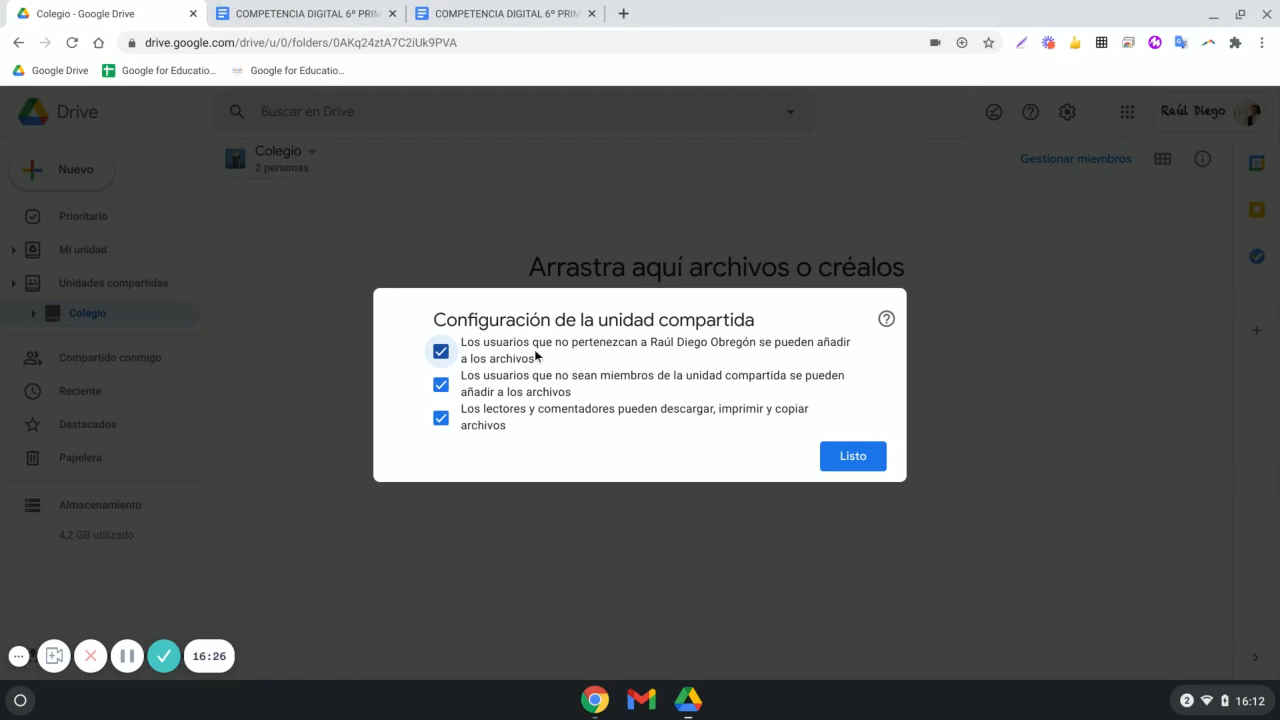 Colegio - Google Drive
COMPETENCIA DIGITAL 6º PRIM
COMPETENCIA DIGITAL 6º PRIM
drive.google.com/drive/u/0/folders/0AKq24ztA7C2iUk9PVA
Google Drive
Google for Educatio...
Google for Educatio...
Drive
Buscar en Drive
Raúl Diego
Nuevo
Colegio
2 personas
Gestionar miembros
Prioritario
Mi unidad
Unidades compartidas
Colegio
Compartido conmigo
Reciente
Destacados
Papelera
Almacenamiento
4,2 GB utilizado
Arrastra aquí archivos o créalos
Configuración de la unidad compartida
Los usuarios que no pertenezcan a Raúl Diego Obregón se pueden añadir
a los archivos
Los usuarios que no sean miembros de la unidad compartida se pueden
añadir a los archivos
Los lectores y comentadores pueden descargar, imprimir y copiar
archivos
Listo
16:26
2
16:12